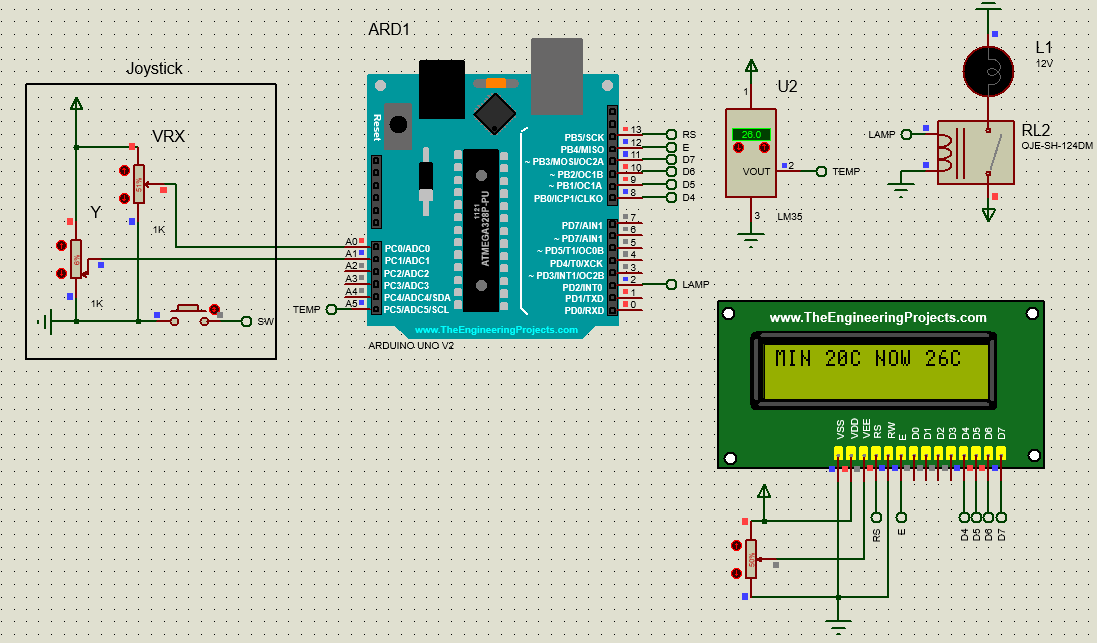 Joystick
VRX
51%
1K
Y
6%
1K
SW
ARD1
Reset
1121
ATMEGA328P-PU
PB5/SCK 13 RS
PB4/MISO 12 E
~ PB3/MOSI/OC2A 11 D7
~ PB2/OC1B 10 D6
~ PB1/OC1A 9 D5
PB0/ICP1/CLKO 8 D4
PD7/AIN1 7
~ PD7/AIN1 6
~ PD5/T1/OC0B 5
PD4/T0/XCK 4
~ PD3/INT1/OC2B 3
PD2/INT0 2 LAMP
PD1/TXD 1
PD0/RXD 0
A0 PC0/ADC0
A1 PC1/ADC1
A2 PC2/ADC2
A3 PC3/ADC3
A4 PC4/ADC4/SDA
TEMP A5 PC5/ADC5/SCL
www.TheEngineeringProjects.com
ARDUINO UNO V2
U2
1
26.0
VOUT 2 TEMP
3
LM35
L1
12V
LAMP
RL2
OJE-SH-124DM
www.TheEngineeringProjects.com
MIN 20C NOW 26C
VSS VDD VEE RS RW E D0 D1 D2 D3 D4 D5 D6 D7
RS E D4 D5 D6 D7
50%